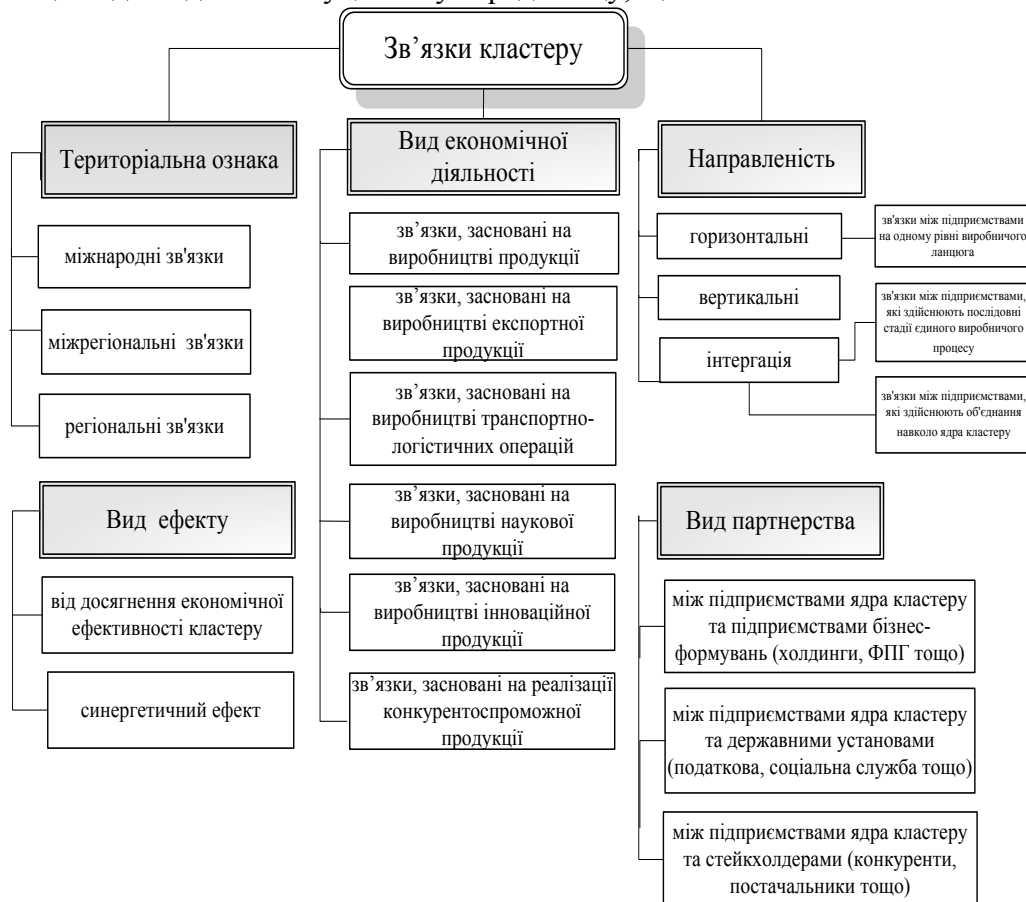 Зв’язки кластеру
Територіальна ознака
міжнародні зв'язки
міжрегіональні зв'язки
регіональні зв'язки
Вид ефекту
від досягнення економічної
ефективності кластеру
синергетичний ефект
Вид економічної
діяльності
зв’язки, засновані на
виробництві продукції
зв’язки, засновані на
виробництві експортної
продукції
зв’язки, засновані на
виробництві транспортно-
логістичних операцій
зв’язки, засновані на
виробництві наукової
продукції
зв’язки, засновані на
виробництві інноваційної
продукції
зв’язки, засновані на реалізації
конкурентоспроможної
продукції
Направленість
горизонтальні
зв'язки між підприємствами
на одному рівні виробничого
ланцюга
вертикальні
зв'язки між підприємствами,
які здійснюють послідовні
стадії єдиного виробничого
процесу
інтергація
зв'язки між підприємствами,
які здійснюють об'єднання
навколо ядра кластеру
Вид партнерства
між підприємствами ядра кластеру
та підприємствами бізнес-
формувань (холдинги, ФПГ тощо)
між підприємствами ядра кластеру
та державними установами
(податкова, соціальна служба тощо)
між підприємствами ядра кластеру
та стейкхолдерами (конкуренти,
постачальники тощо)